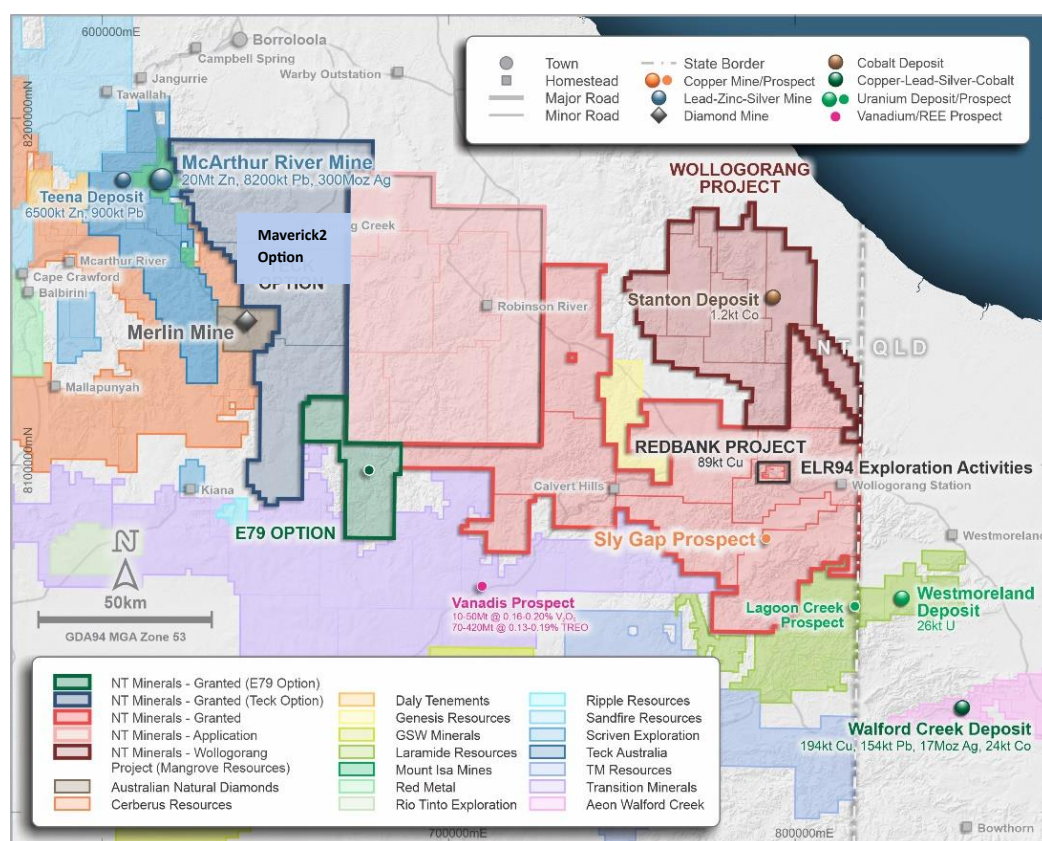 600000mE
Borroloola
Campbell Spring
Warby Outstation
Jangurrie
Tawallah
8200000mN
Town
Homestead
Major Road
Minor Road
State Border
Copper Mine/Prospect
Lead-Zinc-Silver Mine
Diamond Mine
Cobalt Deposit
Copper-Lead-Silver-Cobalt
Uranium Deposit/Prospect
Vanadium/REE Prospect
McArthur River Mine
20Mt Zn, 8200kt Pb, 300Moz Ag
Teena Deposit
6500kt Zn, 900kt Pb
WOLLOGORANG
PROJECT
Maverick2
Option
Creek
OPTION
Mcarthur River
Cape Crawford
Balbirini
Merlin Mine
Robinson River
Stanton Deposit
1.2kt Co
NT QLD
Mallapunyah
8100000mN
REDBANK PROJECT
89kt Cu
ELR94 Exploration Activities
Wollogorang Station
Kiana
Calvert Hills
E79 OPTION
Sly Gap Prospect
Westmoreland
N
50km
GDA94 MGA Zone 53
Vanadis Prospect
10-50Mt @ 0.16-0.20% V₂O₅
70-420Mt @ 0.13-0.19% TREO
Lagoon Creek
Prospect
Westmoreland
Deposit
26kt U
Walford Creek Deposit
194kt Cu, 154kt Pb, 17Moz Ag, 24kt Co
NT Minerals - Granted (E79 Option)
NT Minerals - Granted (Teck Option)
NT Minerals - Granted
NT Minerals - Application
NT Minerals - Wollogorang
Project (Mangrove Resources)
Australian Natural Diamonds
Cerberus Resources
Daly Tenements
Genesis Resources
GSW Minerals
Laramide Resources
Mount Isa Mines
Red Metal
Rio Tinto Exploration
Ripple Resources
Sandfire Resources
Scriven Exploration
Teck Australia
TM Resources
Transition Minerals
Aeon Walford Creek
700000mE
800000mE
Bowthorn